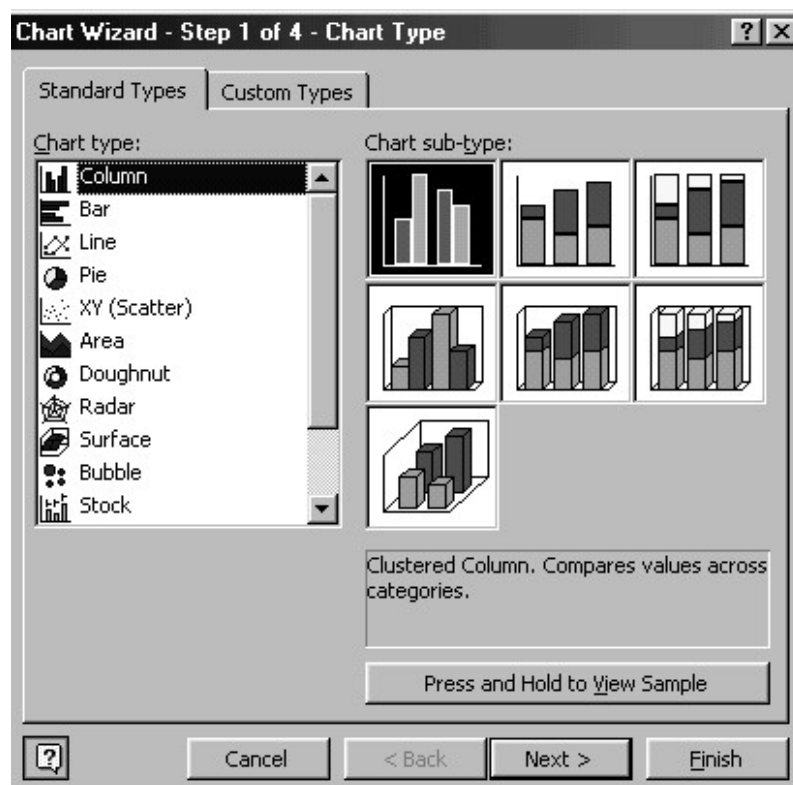 Chart Wizard - Step 1 of 4 - Chart Type
Standard Types
Custom Types
Chart type:
Column
Bar
Line
Pie
XY (Scatter)
Area
Doughnut
Radar
Surface
Bubble
Stock
Chart sub-type:
Clustered Column. Compares values across
categories.
Press and Hold to View Sample
Cancel
< Back
Next >
Finish